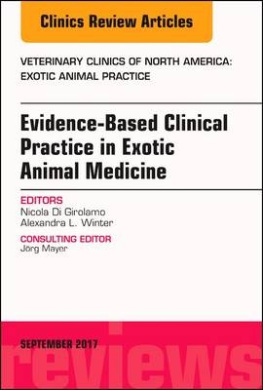 Clinics Review Articles
VETERINARY CLINICS OF NORTH AMERICA:
EXOTIC ANIMAL PRACTICE
Evidence-Based Clinical
Practice in Exotic
Animal Medicine
EDITORS
Nicola Di Girolamo
Alexandra L. Winter
CONSULTING EDITOR
Jörg Mayer
SEPTEMBER 2017
reviews